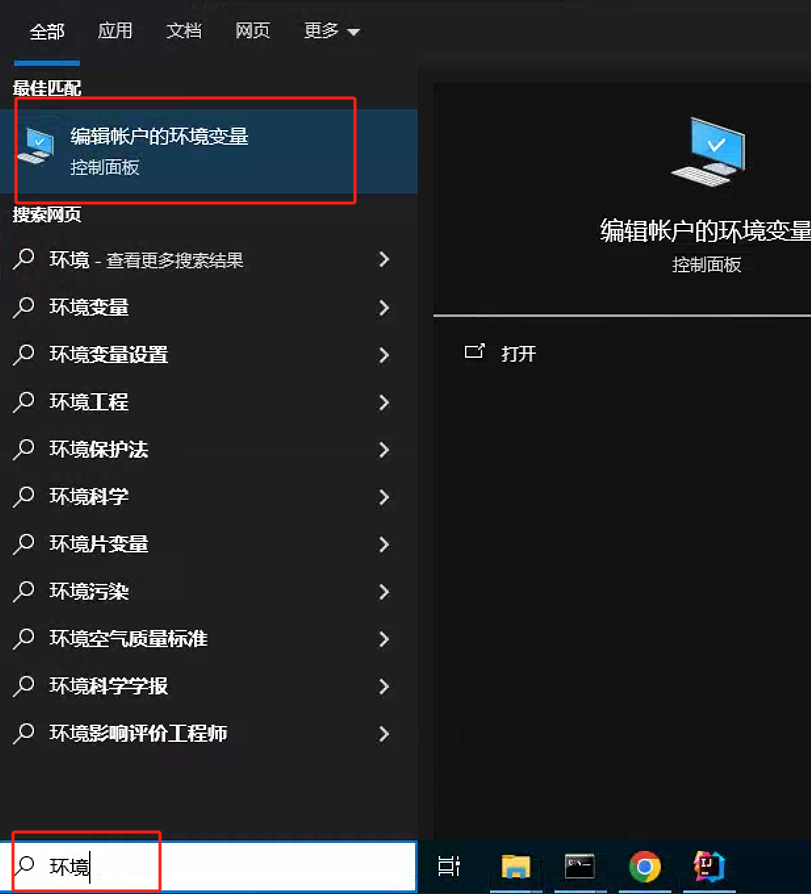 全部 应用 文档 网页 更多
最佳匹配
编辑帐户的环境变量
控制面板
搜索网页
环境 - 查看更多搜索结果
环境变量
环境变量设置
环境工程
环境保护法
环境科学
环境片变量
环境污染
环境空气质量标准
环境科学学报
环境影响评价工程师
环境
编辑帐户的环境变量
控制面板
打开
IJ